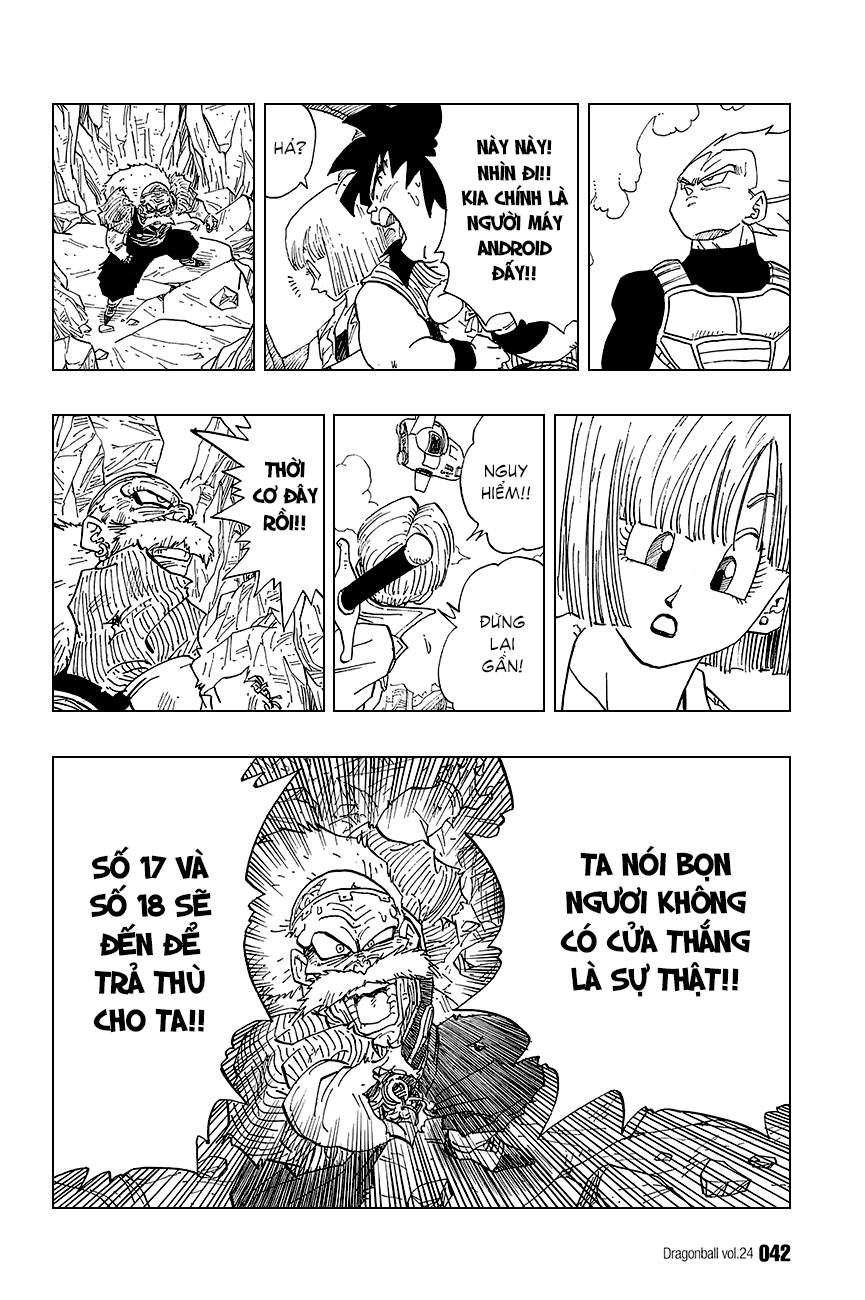 NÀY NÀY!
NHÌN ĐI!!
KIA CHÍNH LÀ
NGƯỜI MÁY
ANDROID
ĐẤY!!
HẢ?
NGUY
HIỂM!!
ĐỪNG
LẠI
GẦN!
THỜI
CƠ ĐÂY
RỒI!!
TA NÓI BỌN
NGƯƠI KHÔNG
CÓ CỬA THẮNG
LÀ SỰ THẬT!!
SỐ 17 VÀ
SỐ 18 SẼ
ĐẾN ĐỂ
TRẢ THÙ
CHO TA!!
Dragonball vol.24 042